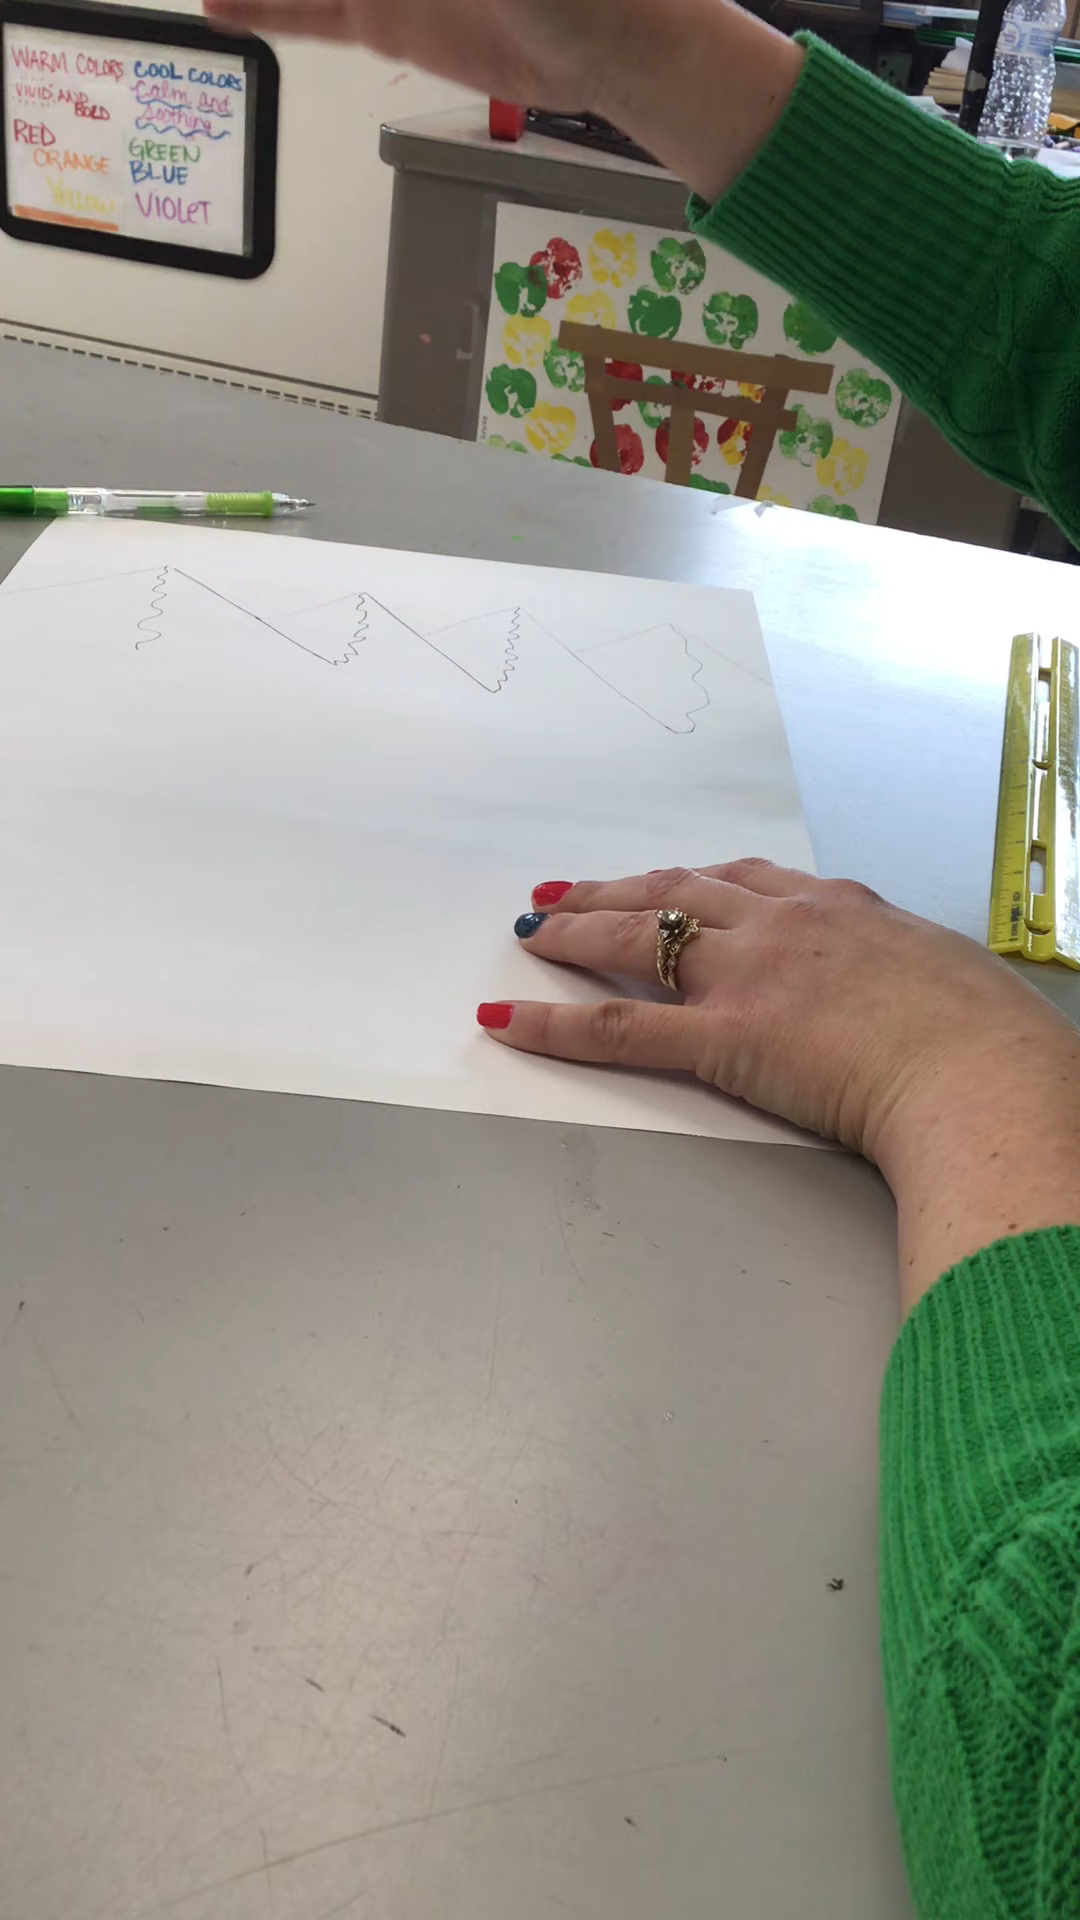 WARM COLORS
VIVID AND
BOLD
RED
ORANGE
YELLOW
COOL COLORS
Calm and
Soothing
GREEN
BLUE
VIOLET